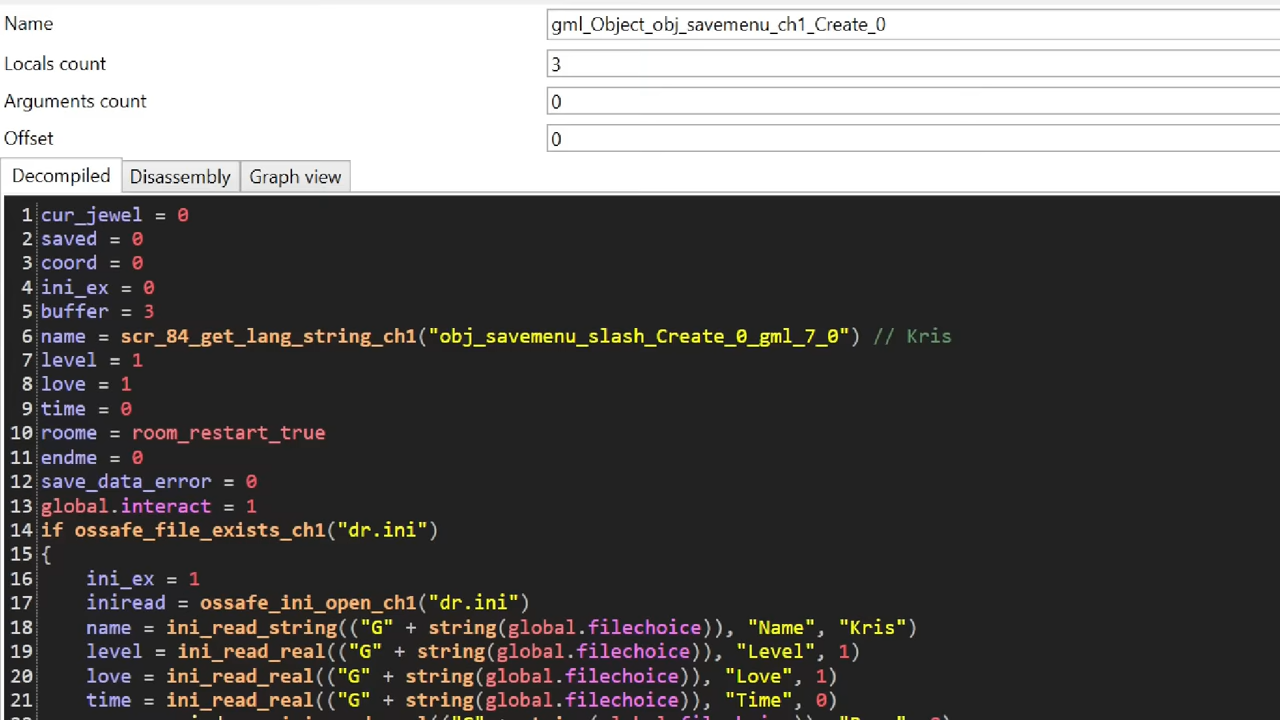 Name gml_Object_obj_savemenu_ch1_Create_0
Locals count 3
Arguments count 0
Offset 0
Decompiled Disassembly Graph view
1 cur_jewel = 0
2 saved = 0
3 coord = 0
4 ini_ex = 0
5 buffer = 3
6 name = scr_84_get_lang_string_ch1("obj_savemenu_slash_Create_0_gml_7_0") // Kris
7 level = 1
8 love = 1
9 time = 0
10 roome = room_restart_true
11 endme = 0
12 save_data_error = 0
13 global.interact = 1
14 if ossafe_file_exists_ch1("dr.ini")
15 {
16 ini_ex = 1
17 iniread = ossafe_ini_open_ch1("dr.ini")
18 name = ini_read_string(("G" + string(global.filechoice)), "Name", "Kris")
19 level = ini_read_real(("G" + string(global.filechoice)), "Level", 1)
20 love = ini_read_real(("G" + string(global.filechoice)), "Love", 1)
21 time = ini_read_real(("G" + string(global.filechoice)), "Time", 0)